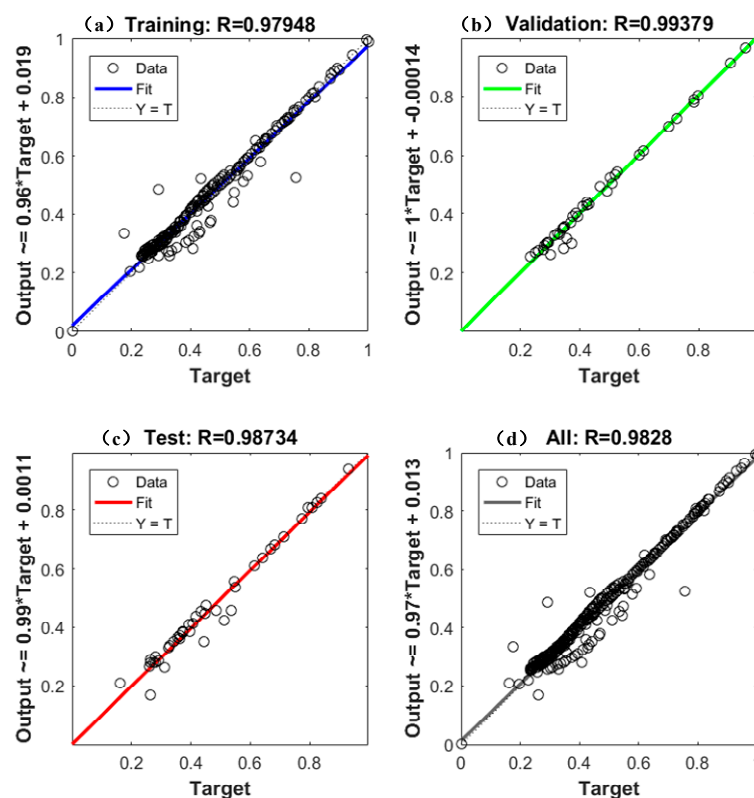 （a） Training: R=0.97948
Output ~= 0.96*Target + 0.019
1
0.8
0.6
0.4
0.2
0
Data
Fit
Y = T
0 0.2 0.4 0.6 0.8 1
Target
（b） Validation: R=0.99379
Output ~= 1*Target + -0.00014
1
0.8
0.6
0.4
0.2
0
Data
Fit
Y = T
0.2 0.4 0.6 0.8
Target
（c） Test: R=0.98734
Output ~= 0.99*Target + 0.0011
0.8
0.6
0.4
0.2
0
Data
Fit
Y = T
0.2 0.4 0.6 0.8
Target
（d） All: R=0.9828
Output ~= 0.97*Target + 0.013
1
0.8
0.6
0.4
0.2
0
Data
Fit
Y = T
0 0.2 0.4 0.6 0.8
Target